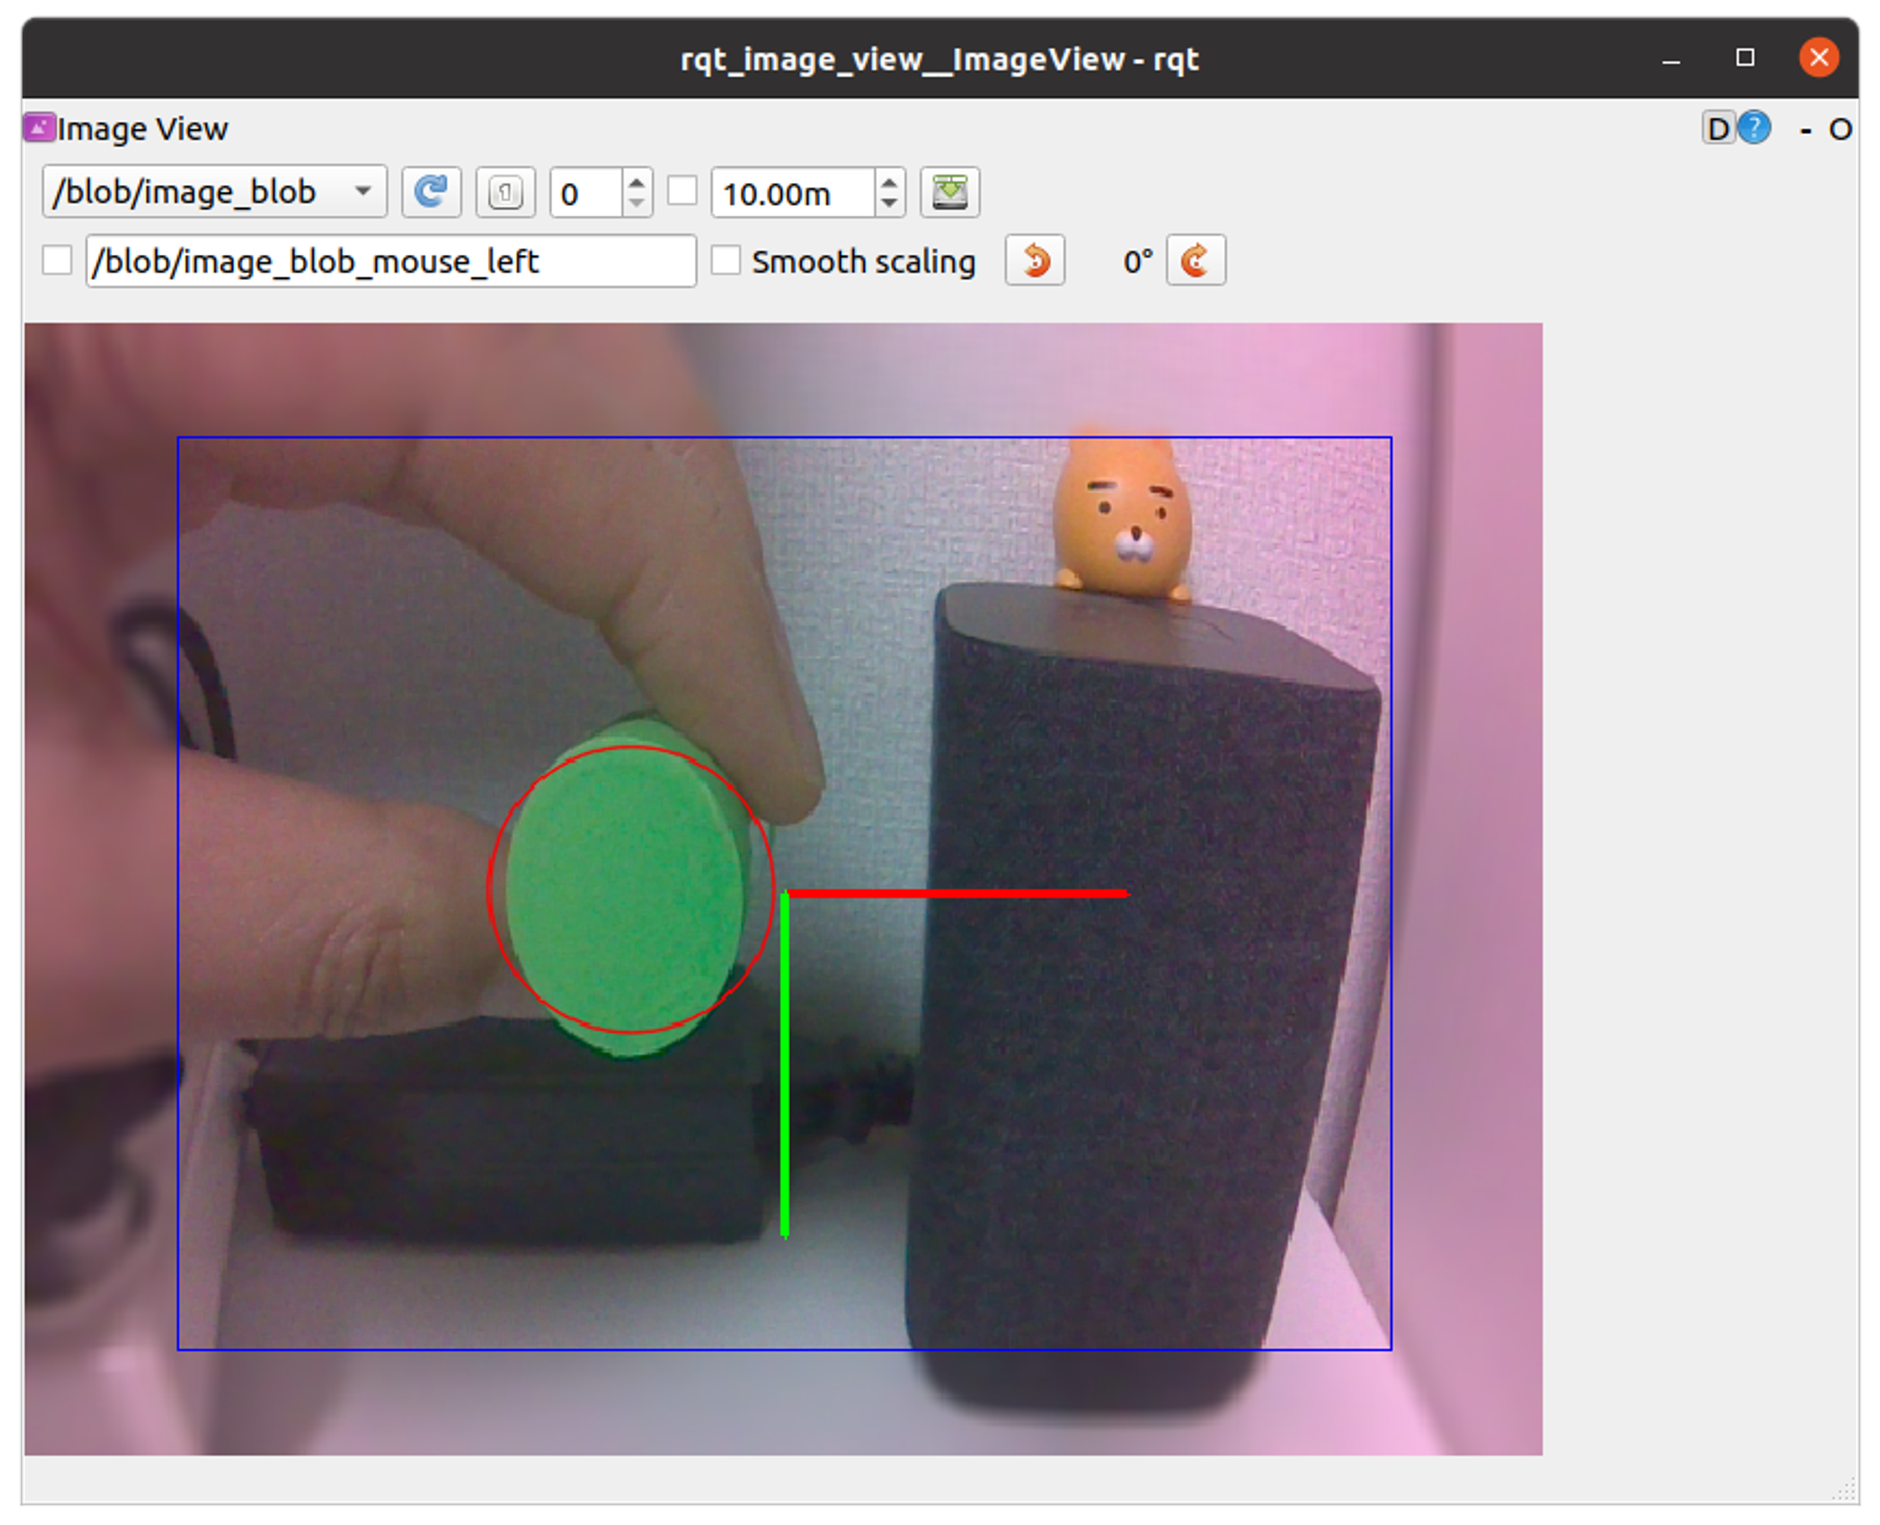 rqt_image_view__ImageView - rqt
Image View
D ? - O
/blob/image_blob 0 10.00m
/blob/image_blob_mouse_left Smooth scaling 0°